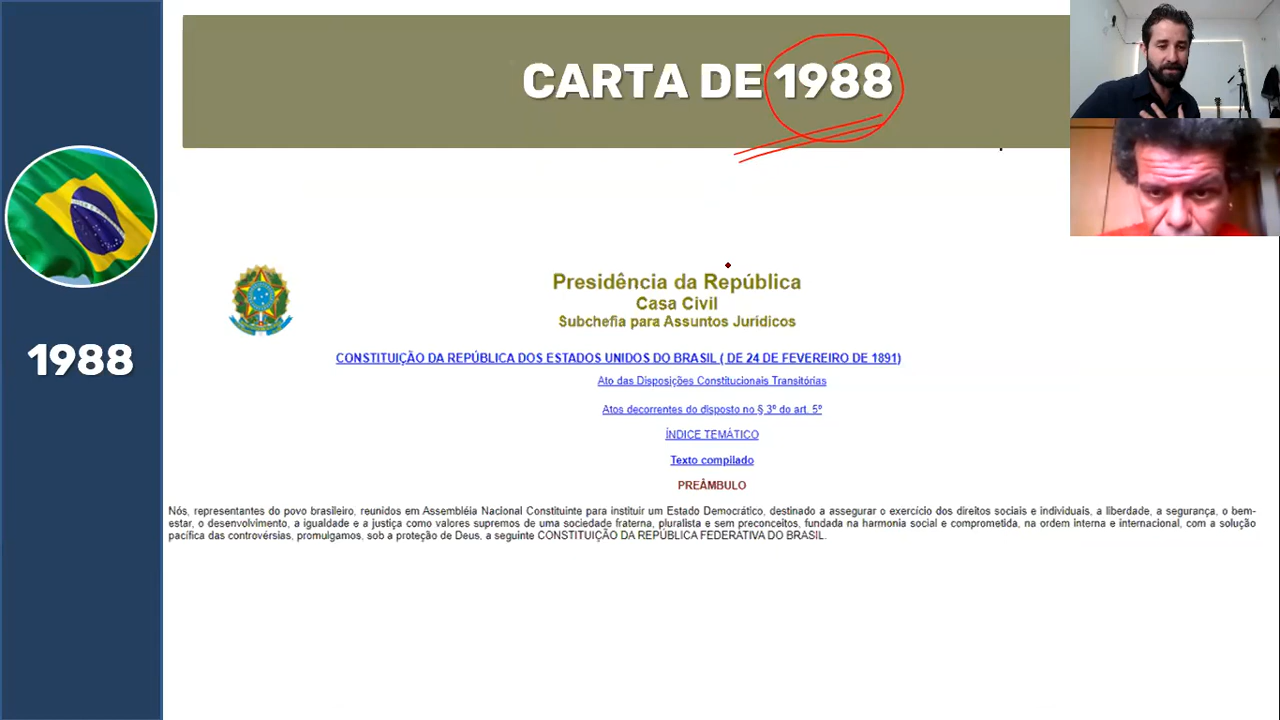 CARTA DE 1988
1988
Presidência da República
Casa Civil
Subchefia para Assuntos Jurídicos
CONSTITUIÇÃO DA REPÚBLICA DOS ESTADOS UNIDOS DO BRASIL ( DE 24 DE FEVEREIRO DE 1891)
Ato das Disposições Constitucionais Transitórias
Atos decorrentes do disposto no § 3º do art. 5º
ÍNDICE TEMÁTICO
Texto compilado
PREÂMBULO
Nós, representantes do povo brasileiro, reunidos em Assembléia Nacional Constituinte para instituir um Estado Democrático, destinado a assegurar o exercício dos direitos sociais e individuais, a liberdade, a segurança, o bem-
estar, o desenvolvimento, a igualdade e a justiça como valores supremos de uma sociedade fraterna, pluralista e sem preconceitos, fundada na harmonia social e comprometida, na ordem interna e internacional, com a solução
pacífica das controvérsias, promulgamos, sob a proteção de Deus, a seguinte CONSTITUIÇÃO DA REPÚBLICA FEDERATIVA DO BRASIL.